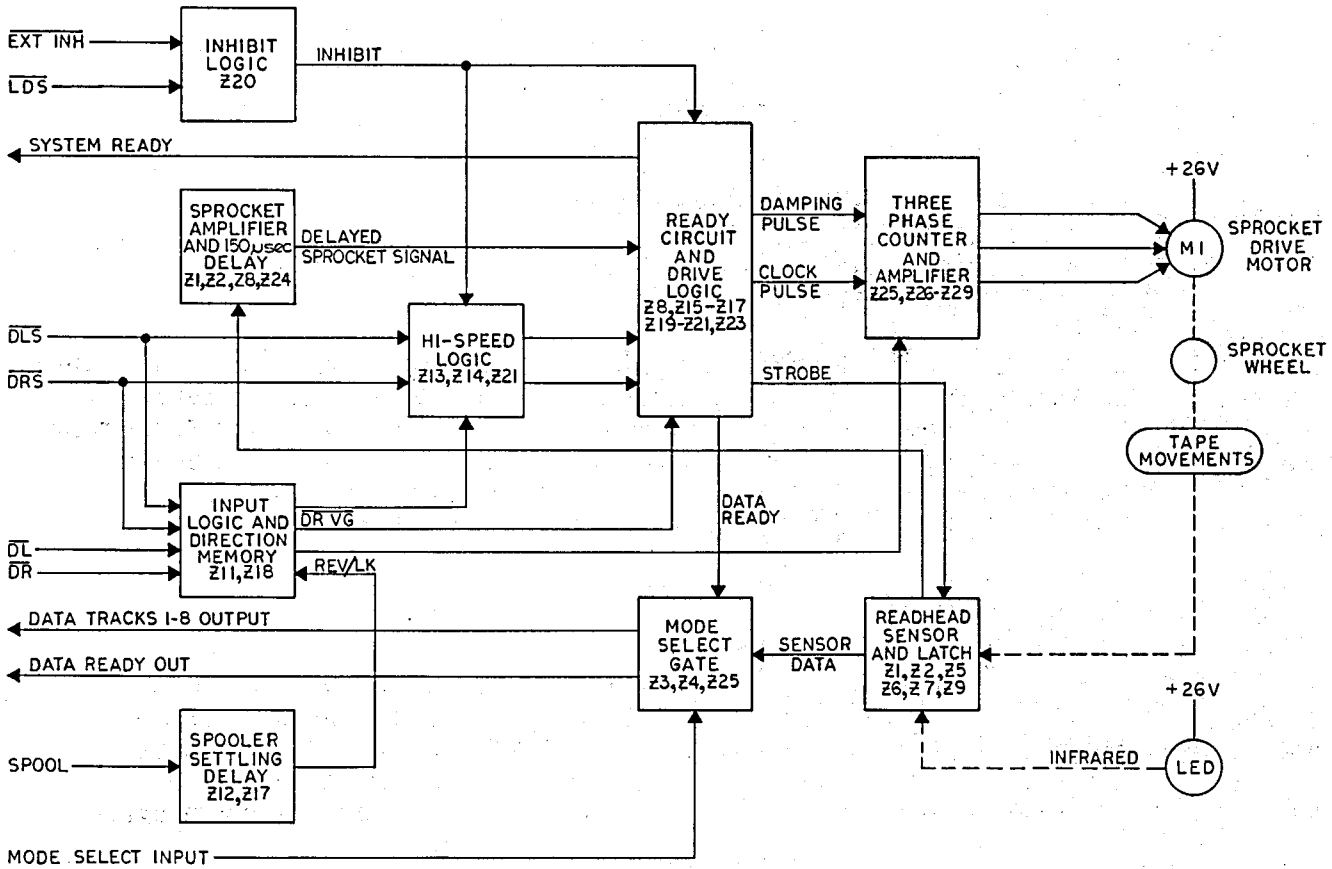 EXT INH
LDS
INHIBIT
LOGIC
Z20
INHIBIT
SYSTEM READY
SPROCKET
AMPLIFIER
AND 150µsec
DELAY
Z1,Z2,Z8,Z24
DELAYED
SPROCKET SIGNAL
READY
CIRCUIT
AND
DRIVE
LOGIC
Z8,Z15-Z17
Z19-Z21,Z23
DAMPING
PULSE
CLOCK
PULSE
THREE
PHASE
COUNTER
AND
AMPLIFIER
Z25,Z26-Z29
+26V
M1
SPROCKET
DRIVE
MOTOR
DLS
DRS
HI-SPEED
LOGIC
Z13,Z14,Z21
STROBE
SPROCKET
WHEEL
TAPE
MOVEMENTS
INPUT
LOGIC AND
DIRECTION
MEMORY
Z11,Z18
DR VG
DL
DR
REV/LK
DATA
READY
DATA TRACKS 1-8 OUTPUT
DATA READY OUT
MODE
SELECT
GATE
Z3,Z4,Z25
SENSOR
DATA
READHEAD
SENSOR
AND LATCH
Z1,Z2,Z5
Z6,Z7,Z9
+26V
LED
INFRARED
SPOOL
SPOOLER
SETTLING
DELAY
Z12,Z17
MODE SELECT INPUT